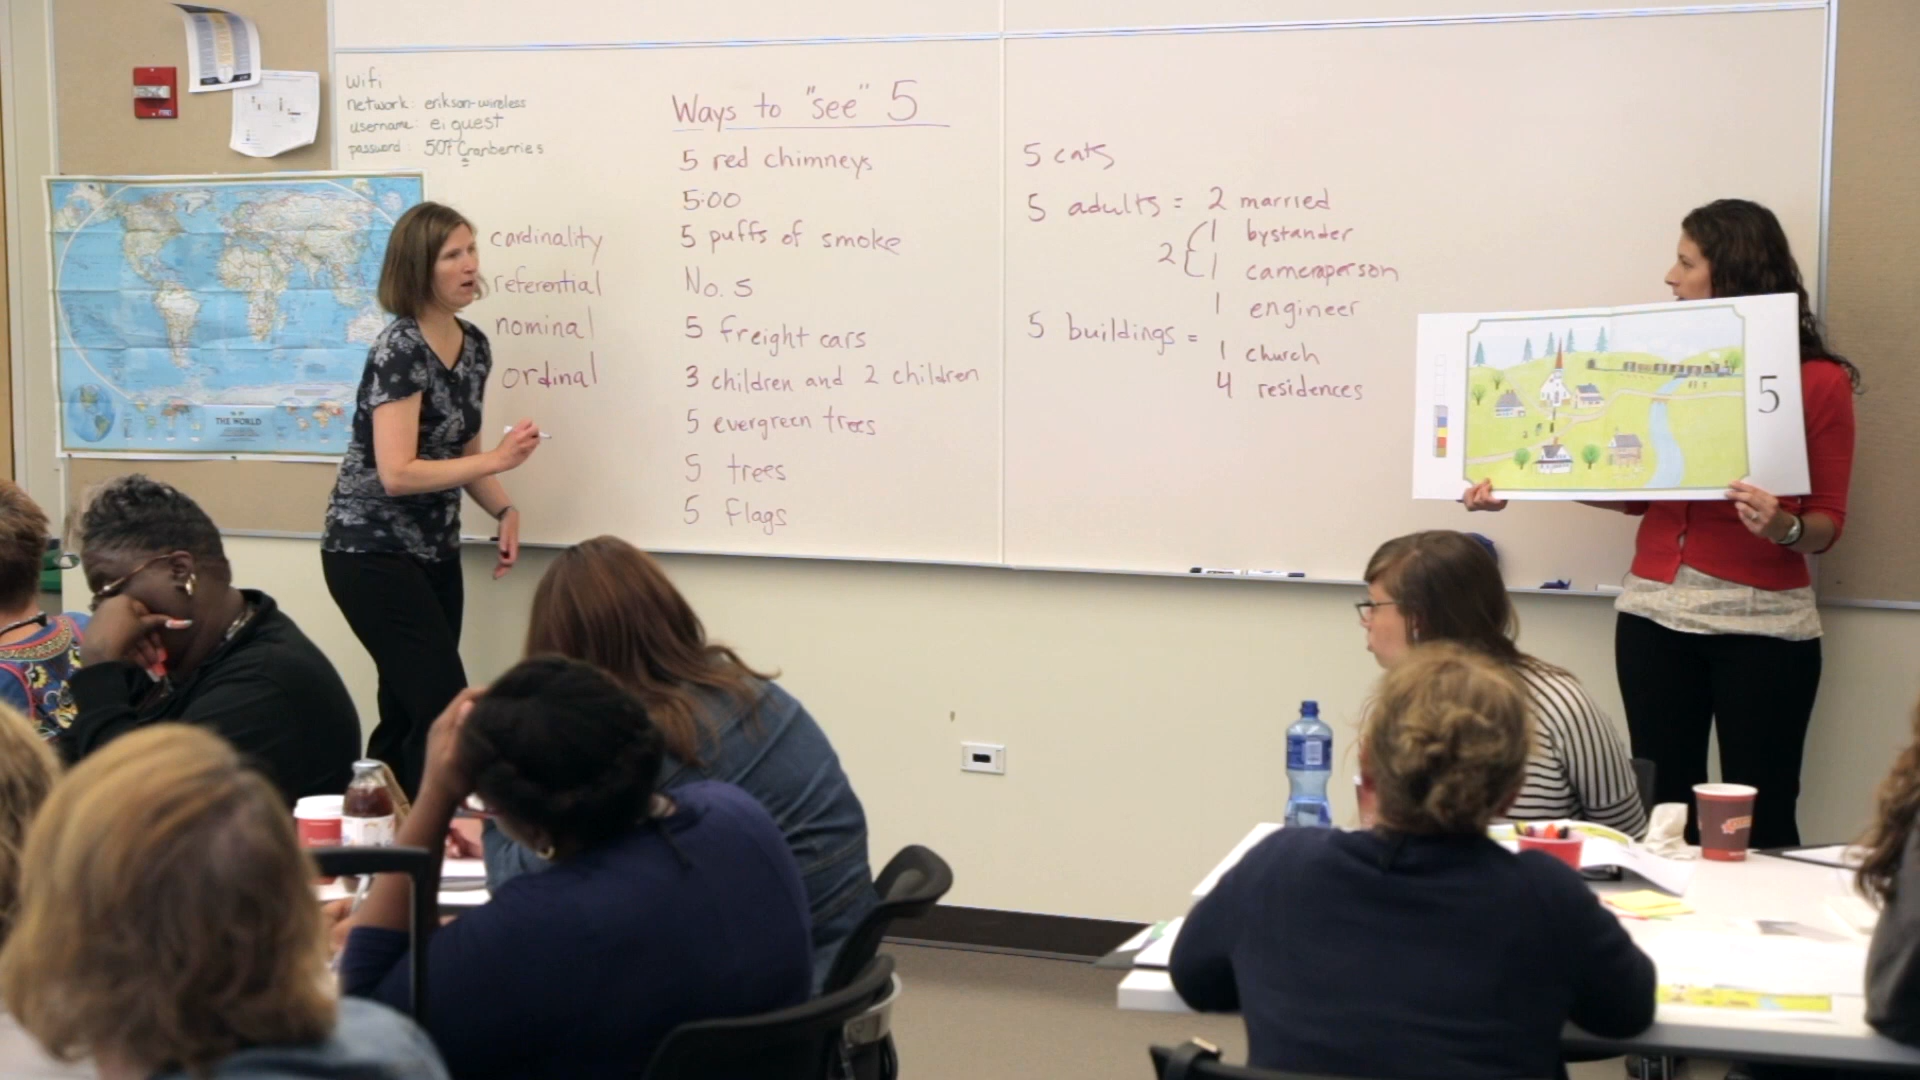 wifi
network: erikson-wireless
username: ei guest
password: 507Cranberries
THE WORLD
cardinality
referential
nominal
ordinal
Ways to "see" 5
5 red chimneys
5:00
5 puffs of smoke
No. 5
5 freight cars
3 children and 2 children
5 evergreen trees
5 trees
5 flags
5 cats
5 adults = 2 married
2 1 bystander
1 cameraperson
1 engineer
5 buildings =
1 church
4 residences
5